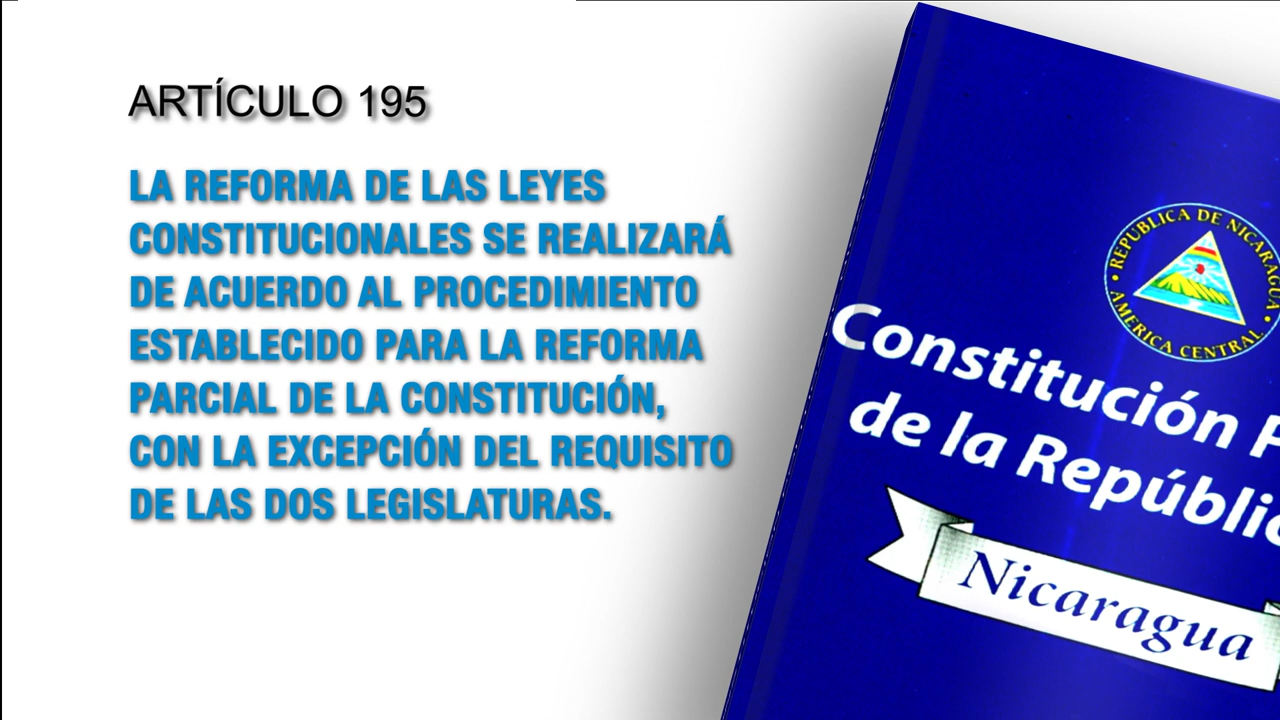 ARTÍCULO 195
LA REFORMA DE LAS LEYES
CONSTITUCIONALES SE REALIZARÁ
DE ACUERDO AL PROCEDIMIENTO
ESTABLECIDO PARA LA REFORMA
PARCIAL DE LA CONSTITUCIÓN,
CON LA EXCEPCIÓN DEL REQUISITO
DE LAS DOS LEGISLATURAS.
REPUBLICA DE NICARAGUA
AMERICA CENTRAL
Constitución
de la
Nicaragua